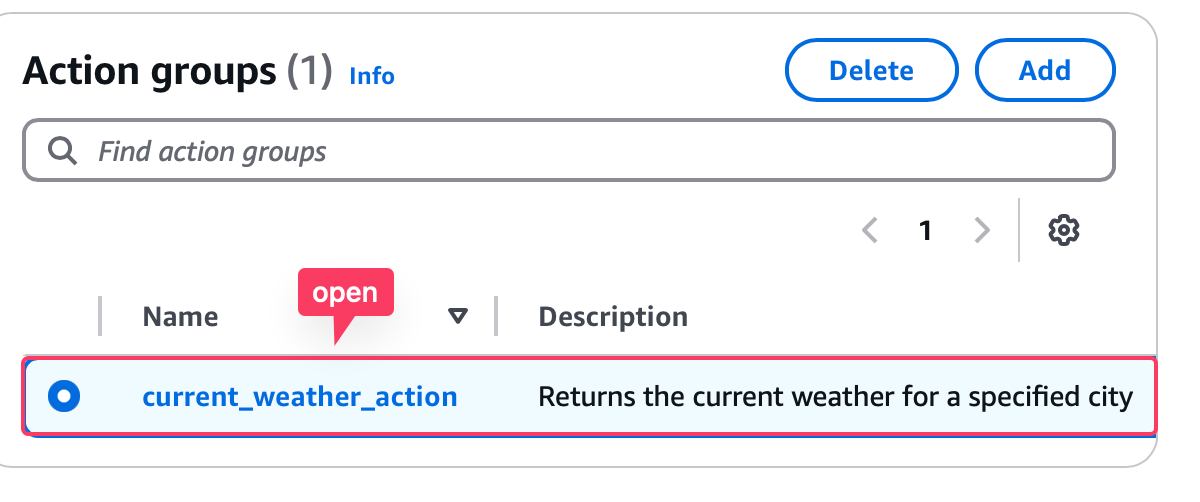 Action groups (1) Info
Delete
Add
Find action groups
1
open
Name
Description
current_weather_action
Returns the current weather for a specified city